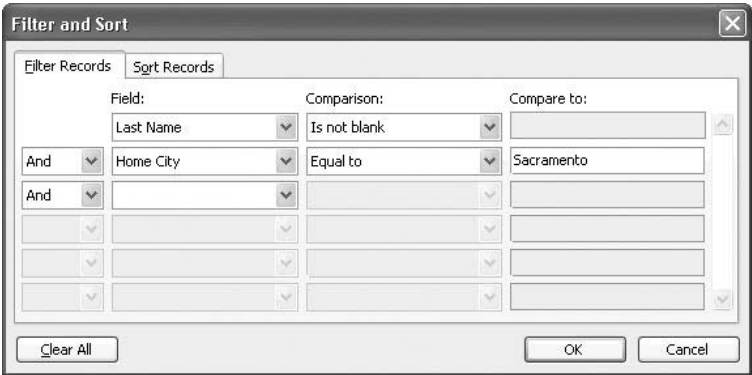 Filter and Sort
Filter Records Sort Records
Field: Comparison: Compare to:
Last Name Is not blank
And Home City Equal to Sacramento
And
Clear All OK Cancel